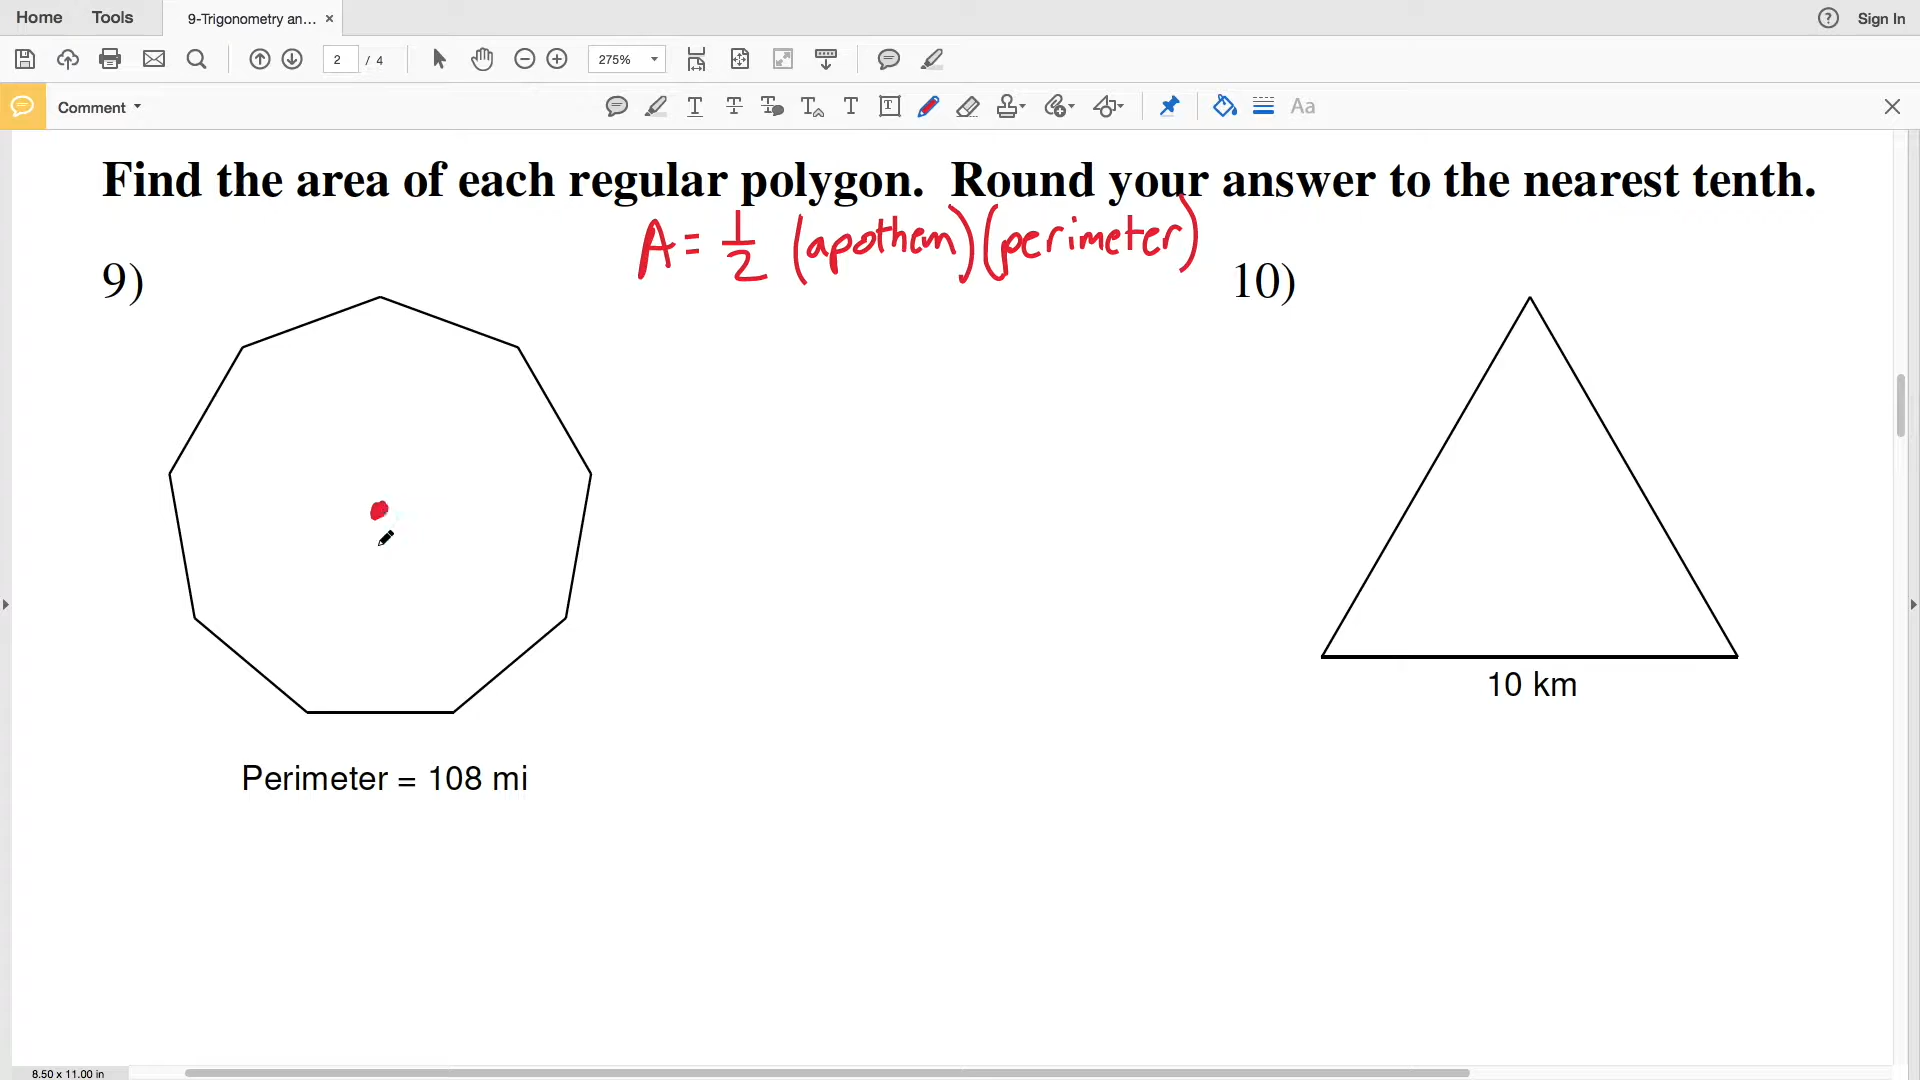 Home Tools 9-Trigonometry an... × ? Sign In
2 / 4 275%
Comment T T T T T T Aa
Find the area of each regular polygon. Round your answer to the nearest tenth.
A = 1/2 (apothem)(perimeter)
9) 10)
10 km
Perimeter = 108 mi
8.50 x 11.00 in